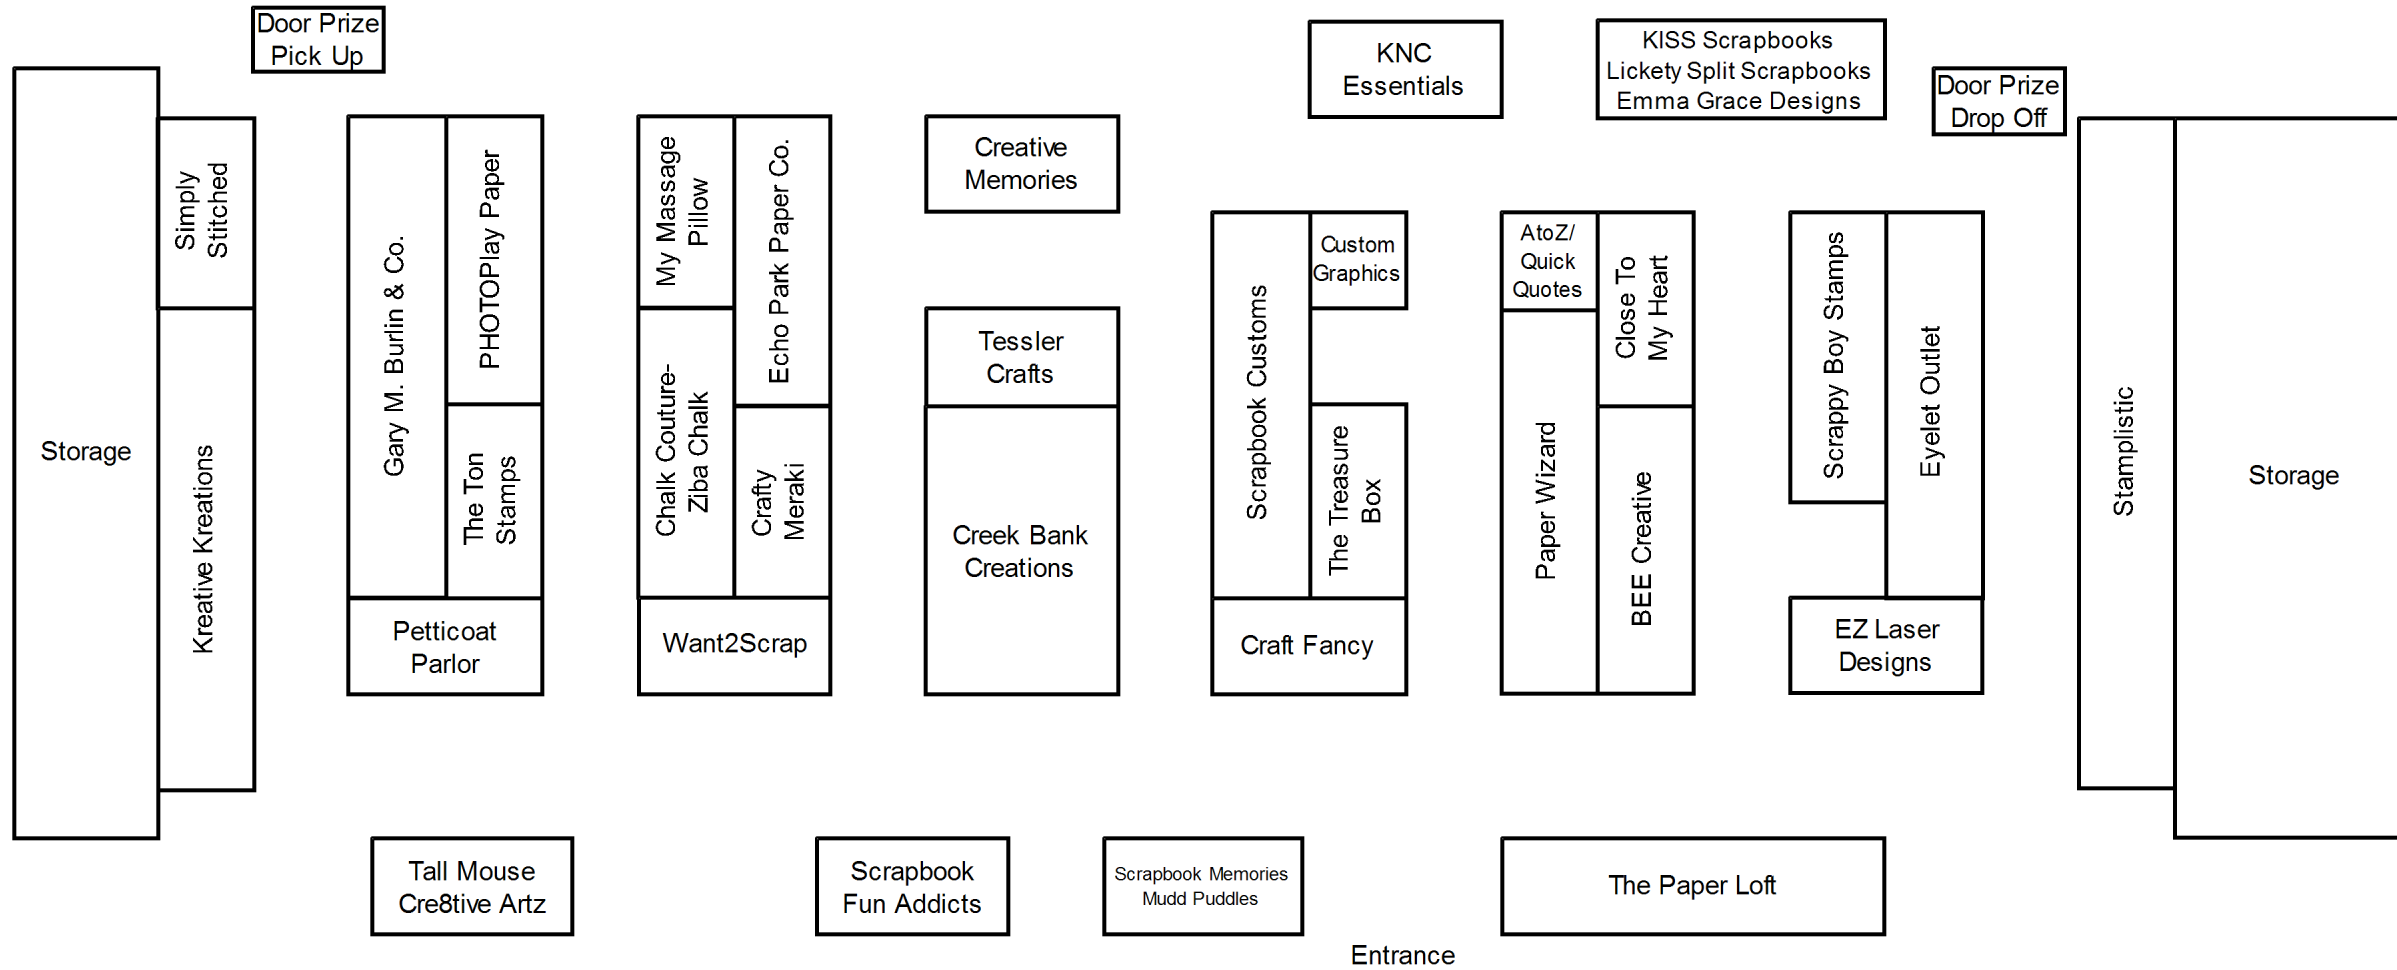 Door Prize
Pick Up
KNC
Essentials
KISS Scrapbooks
Lickety Split Scrapbooks
Emma Grace Designs
Door Prize
Drop Off
Storage
Simply
Stitched
Kreative Kreations
Gary M. Burlin & Co.
PHOTOPlay Paper
The Ton
Stamps
Petticoat
Parlor
My Massage
Pillow
Echo Park Paper Co.
Chalk Couture-
Ziba Chalk
Crafty
Meraki
Want2Scrap
Creative
Memories
Tessler
Crafts
Creek Bank
Creations
Scrapbook Customs
Custom
Graphics
The Treasure
Box
Craft Fancy
AtoZ/
Quick
Quotes
Close To
My Heart
Paper Wizard
BEE Creative
Scrappy Boy Stamps
Eyelet Outlet
EZ Laser
Designs
Stamplistic
Storage
Tall Mouse
Cre8tive Artz
Scrapbook
Fun Addicts
Scrapbook Memories
Mudd Puddles
The Paper Loft
Entrance